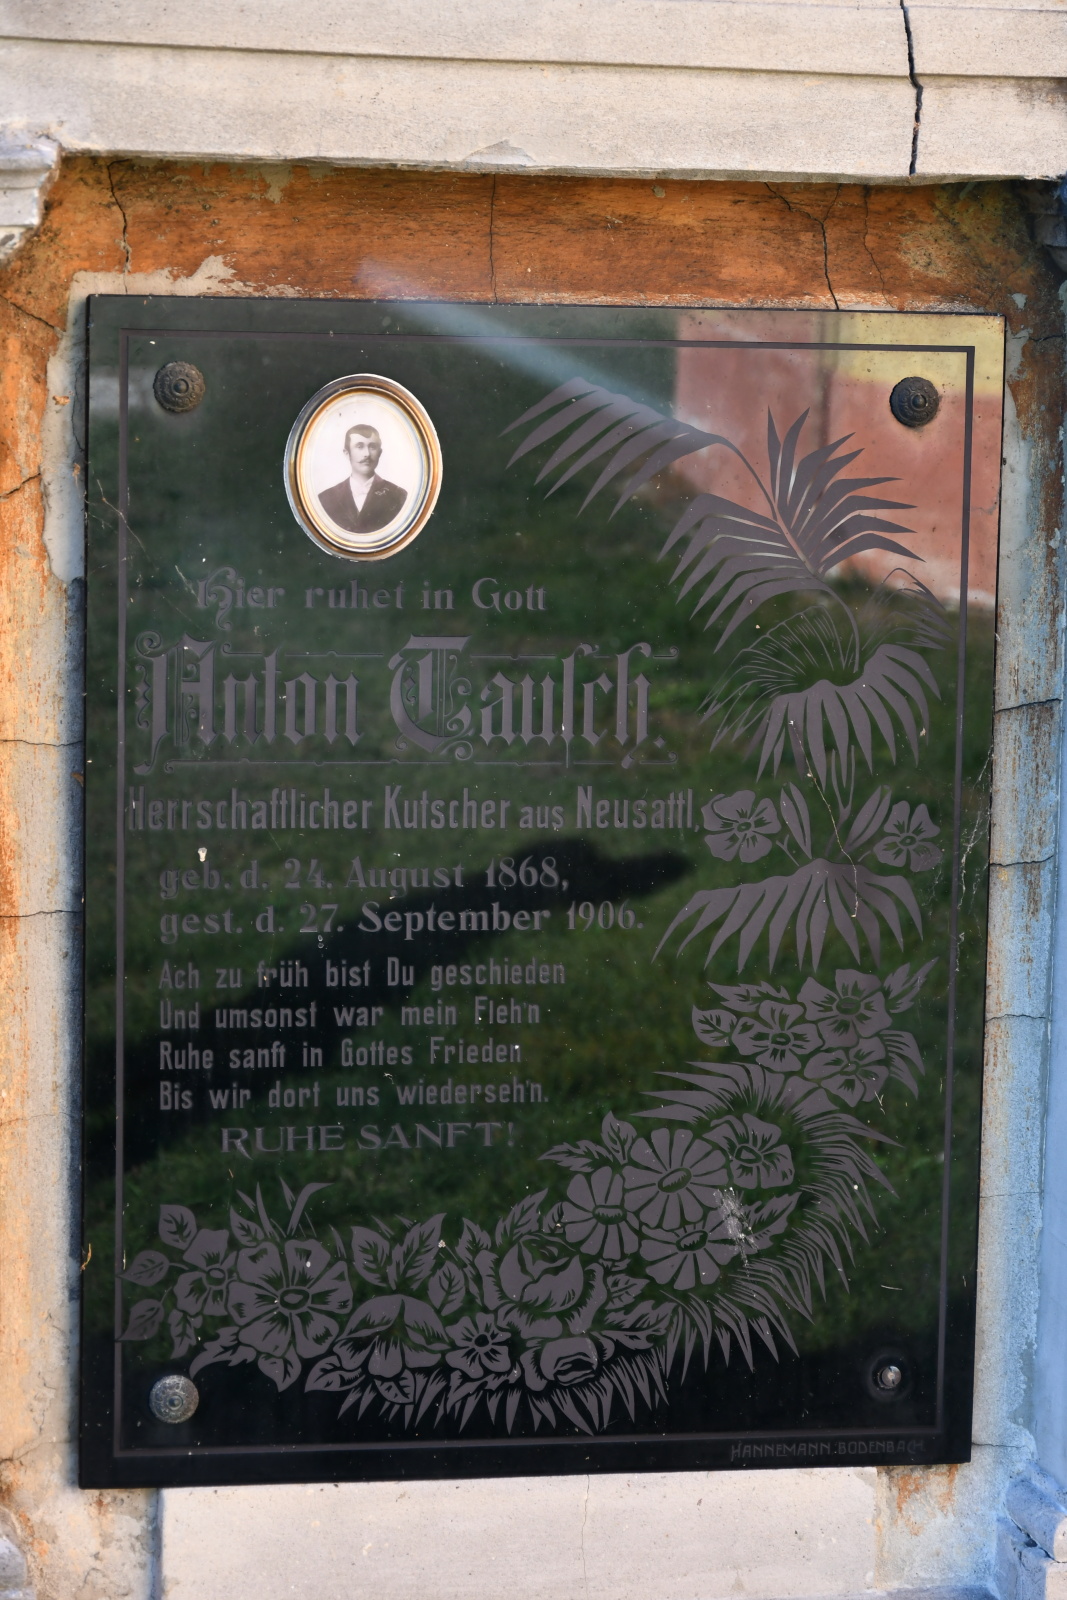 Hier ruhet in Gott
Anton Tausch.
Herrschaftlicher Kutscher aus Neusattl,
geb. d. 24. August 1868,
gest. d. 27. September 1906.
Ach zu früh bist Du geschieden
Und umsonst war mein Fleh'n
Ruhe sanft in Gottes Frieden
Bis wir dort uns wiederseh'n.
RUHE SANFT!
HANNEMANN. BODENBACH